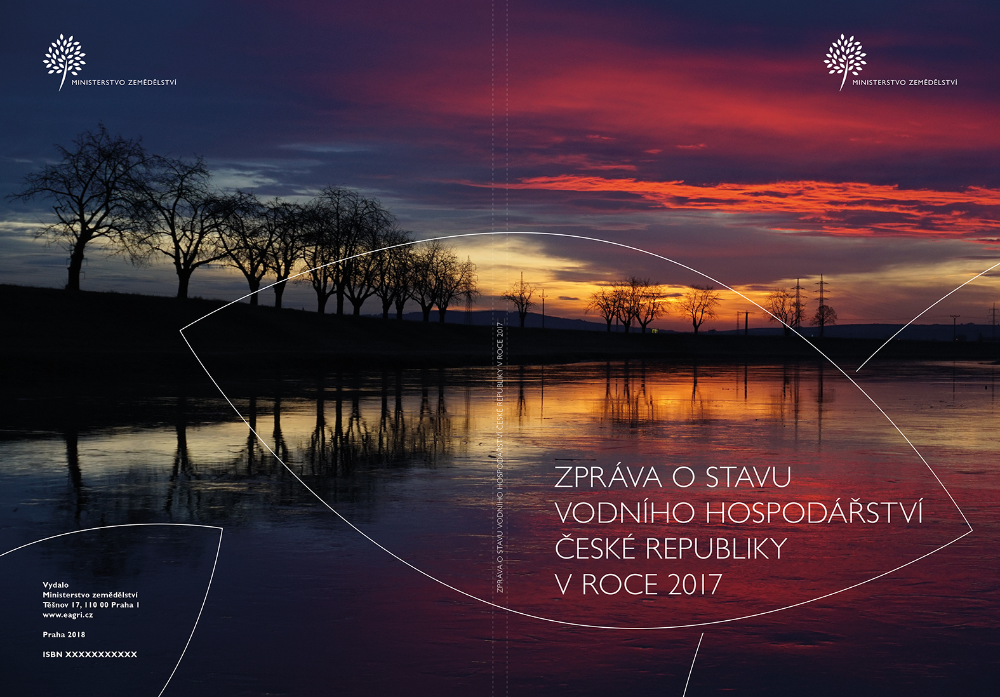 MINISTERSTVO ZEMĚDĚLSTVÍ
MINISTERSTVO ZEMĚDĚLSTVÍ
ZPRÁVA O STAVU VODNÍHO HOSPODÁŘSTVÍ ČESKÉ REPUBLIKY V ROCE 2017
ZPRÁVA O STAVU
VODNÍHO HOSPODÁŘSTVÍ
ČESKÉ REPUBLIKY
V ROCE 2017
Vydalo
Ministerstvo zemědělství
Těšnov 17, 110 00 Praha 1
www.eagri.cz
Praha 2018
ISBN XXXXXXXXXXX